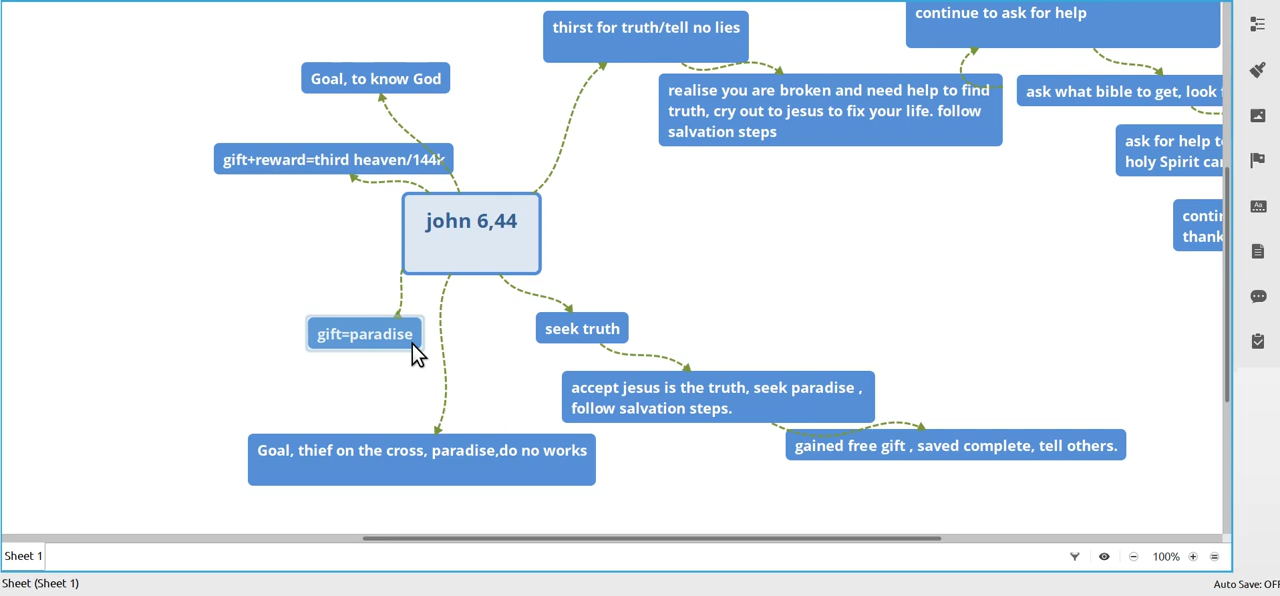 continue to ask for help
thirst for truth/tell no lies
Goal, to know God
realise you are broken and need help to find
truth, cry out to jesus to fix your life. follow
salvation steps
ask what bible to get, look
ask for help
holy Spirit
gift+reward=third heaven/144k
john 6,44
thank
gift=paradise
seek truth
accept jesus is the truth, seek paradise ,
follow salvation steps.
Goal, thief on the cross, paradise,do no works
gained free gift , saved complete, tell others.
Sheet 1
100%
Sheet (Sheet 1)
Auto Save: OFF